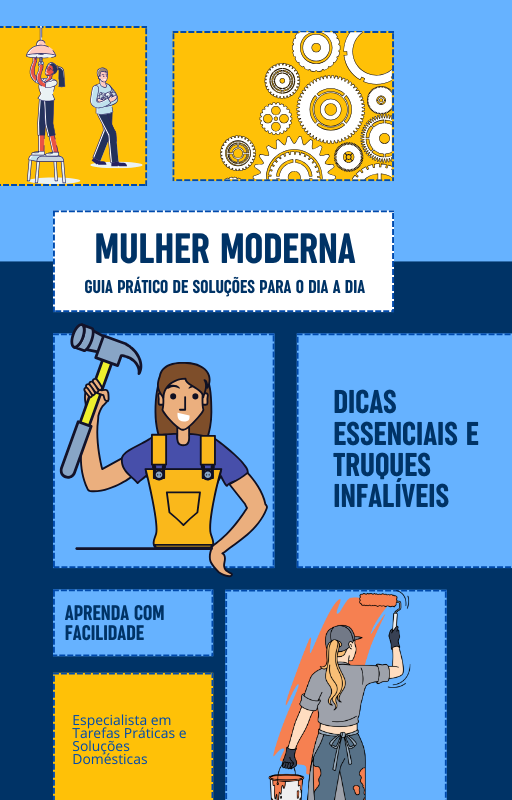 MULHER MODERNA
GUIA PRÁTICO DE SOLUÇÕES PARA O DIA A DIA
DICAS
ESSENCIAIS E
TRUQUES
INFALÍVEIS
APRENDA COM
FACILIDADE
Especialista em
Tarefas Práticas e
Soluções
Domésticas